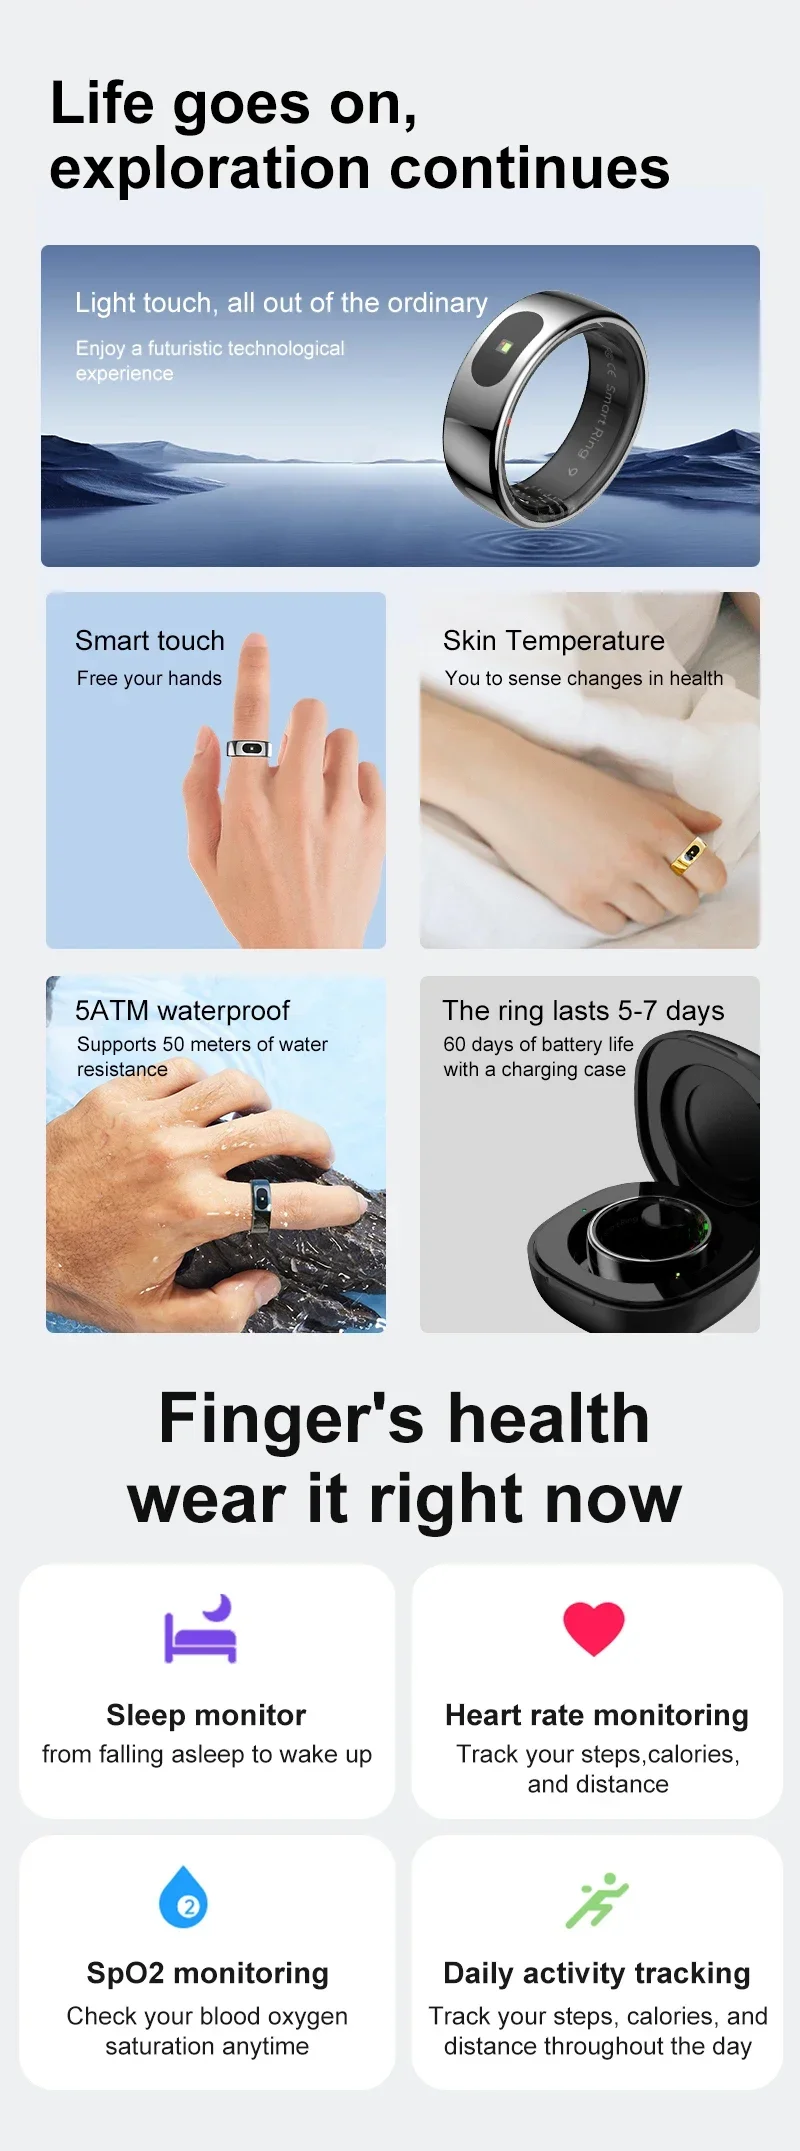 Life goes on,
exploration continues
Light touch, all out of the ordinary
Enjoy a futuristic technological
experience
CE Smart Ring 9
Smart touch
Free your hands
Skin Temperature
You to sense changes in health
5ATM waterproof
Supports 50 meters of water
resistance
The ring lasts 5-7 days
60 days of battery life
with a charging case
Finger's health
wear it right now
Sleep monitor
from falling asleep to wake up
Heart rate monitoring
Track your steps,calories,
and distance
2
SpO2 monitoring
Check your blood oxygen
saturation anytime
Daily activity tracking
Track your steps, calories, and
distance throughout the day